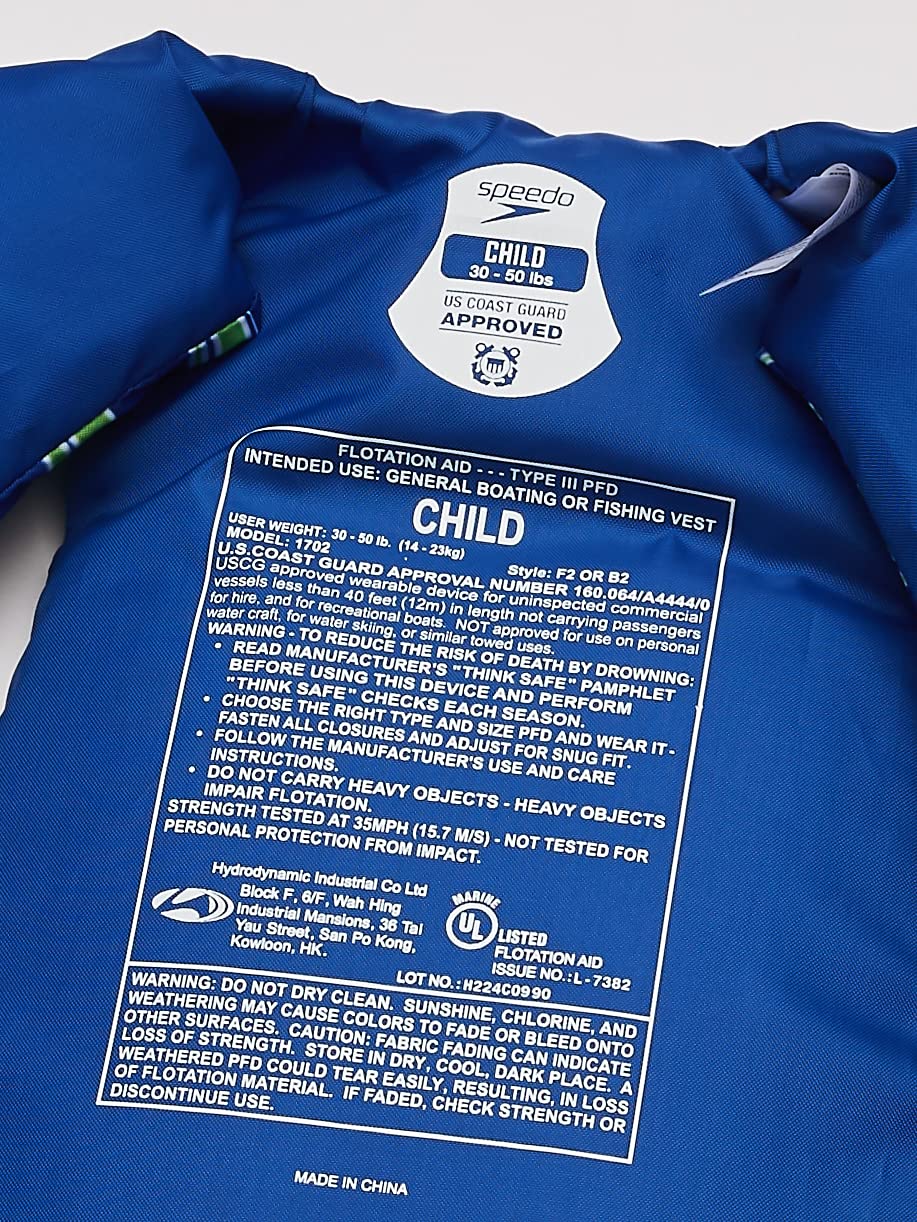 speedo
CHILD
30 - 50 lbs
US COAST GUARD
APPROVED
FLOTATION AID - - - TYPE III PFD
INTENDED USE: GENERAL BOATING OR FISHING VEST
CHILD
USER WEIGHT: 30 - 50 lb. (14 - 23kg)
MODEL: 1702 Style: F2 OR B2
U.S.COAST GUARD APPROVAL NUMBER 160.064/A4444/0
USCG approved wearable device for uninspected commercial
vessels less than 40 feet (12m) in length not carrying passengers
for hire, and for recreational boats. NOT approved for use on personal
water craft, for water skiing, or similar towed uses.
WARNING - TO REDUCE THE RISK OF DEATH BY DROWNING:
• READ MANUFACTURER'S "THINK SAFE" PAMPHLET
BEFORE USING THIS DEVICE AND PERFORM
"THINK SAFE" CHECKS EACH SEASON.
• CHOOSE THE RIGHT TYPE AND SIZE PFD AND WEAR IT -
FASTEN ALL CLOSURES AND ADJUST FOR SNUG FIT.
• FOLLOW THE MANUFACTURER'S USE AND CARE
INSTRUCTIONS.
• DO NOT CARRY HEAVY OBJECTS - HEAVY OBJECTS
IMPAIR FLOTATION.
STRENGTH TESTED AT 35MPH (15.7 M/S) - NOT TESTED FOR
PERSONAL PROTECTION FROM IMPACT.
Hydrodynamic Industrial Co Ltd
Block F, 6/F, Wah Hing
Industrial Mansions, 36 Tai
Yau Street, San Po Kong,
Kowloon, HK.
MARINE
UL LISTED
FLOTATION AID
ISSUE NO.: L - 7382
LOT NO.: H224C0990
WARNING: DO NOT DRY CLEAN. SUNSHINE, CHLORINE, AND
WEATHERING MAY CAUSE COLORS TO FADE OR BLEED ONTO
OTHER SURFACES. CAUTION: FABRIC FADING CAN INDICATE
LOSS OF STRENGTH. STORE IN DRY, COOL, DARK PLACE. A
WEATHERED PFD COULD TEAR EASILY, RESULTING, IN LOSS
OF FLOTATION MATERIAL. IF FADED, CHECK STRENGTH OR
DISCONTINUE USE.
MADE IN CHINA